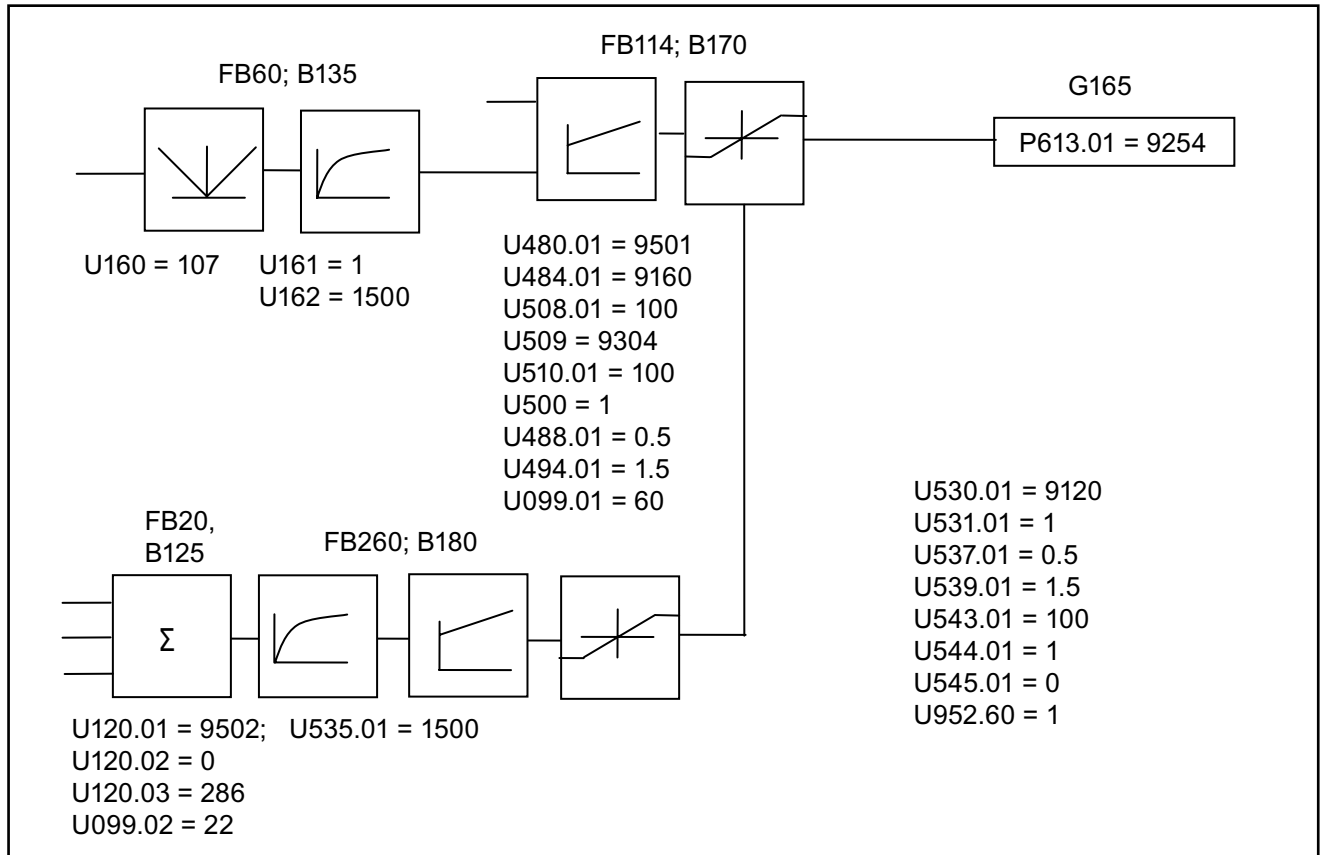 FB114; B170
FB60; B135
G165
P613.01 = 9254
U160 = 107
U161 = 1
U162 = 1500
U480.01 = 9501
U484.01 = 9160
U508.01 = 100
U509 = 9304
U510.01 = 100
U500 = 1
U488.01 = 0.5
U494.01 = 1.5
U099.01 = 60
FB20,
B125
FB260; B180
Σ
U120.01 = 9502;
U120.02 = 0
U120.03 = 286
U099.02 = 22
U535.01 = 1500
U530.01 = 9120
U531.01 = 1
U537.01 = 0.5
U539.01 = 1.5
U543.01 = 100
U544.01 = 1
U545.01 = 0
U952.60 = 1